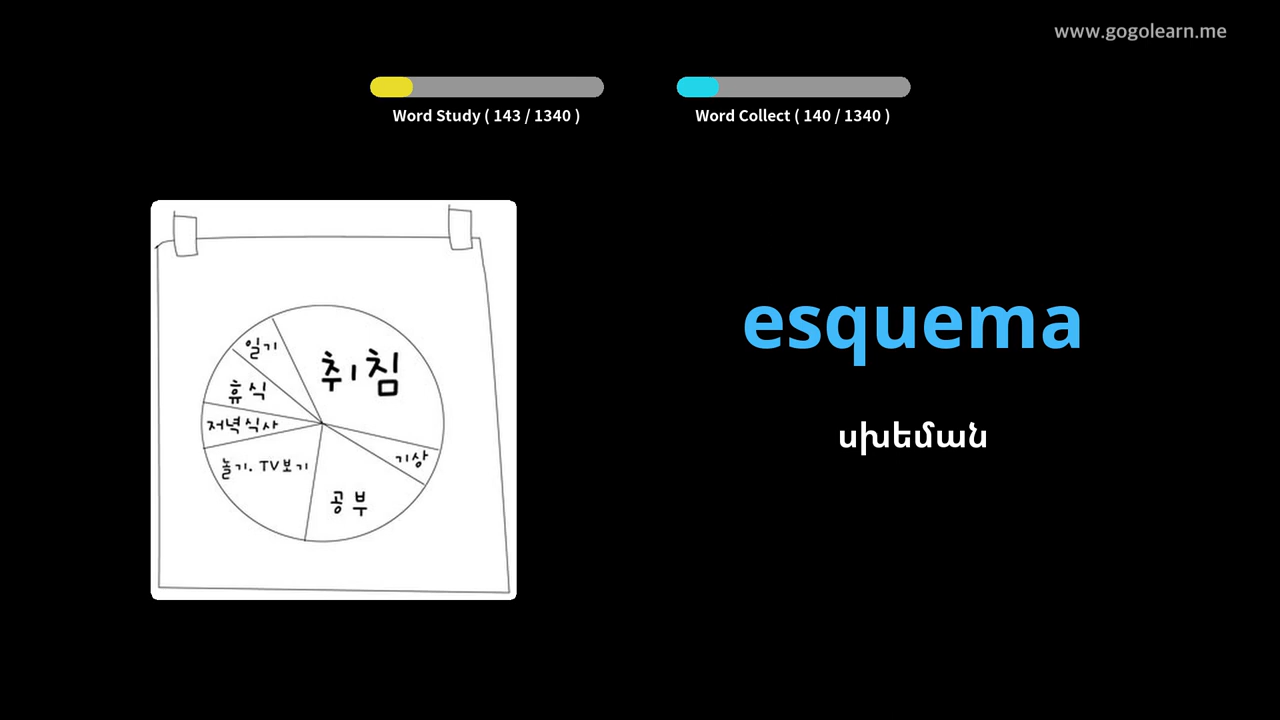 www.gogolearn.me
Word Study ( 143 / 1340 )
Word Collect ( 140 / 1340 )
일기
취침
휴식
저녁식사
놀기. TV보기
기상
공부
esquema
սխեման